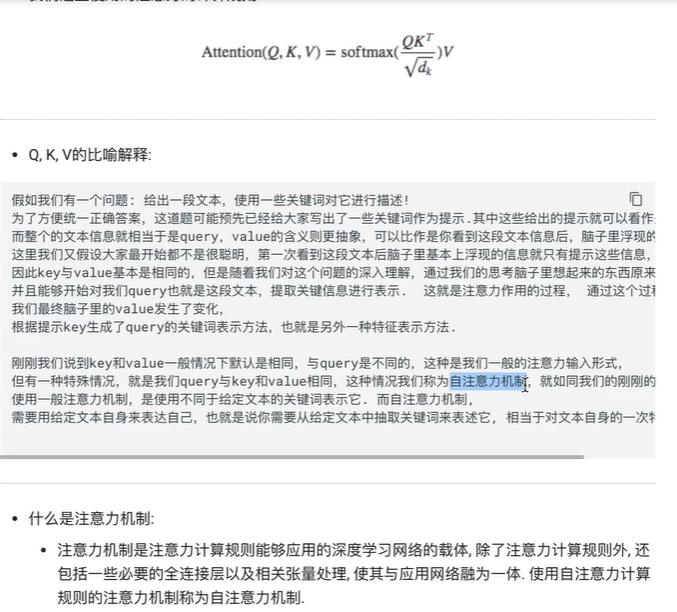 Attention(Q, K, V) = softmax(QK^T/√d_k)V
• Q, K, V的比喻解释:
假如我们有一个问题: 给出一段文本，使用一些关键词对它进行描述!
为了方便统一正确答案，这道题可能预先已经给大家写出了一些关键词作为提示.其中这些给出的提示就可以看作
而整个的文本信息就相当于是query，value的含义则更抽象，可以比作是你看到这段文本信息后，脑子里浮现的
这里我们又假设大家最开始都不是很聪明，第一次看到这段文本后脑子里基本上浮现的信息就只有提示这些信息，
因此key与value基本是相同的，但是随着我们对这个问题的深入理解，通过我们的思考脑子里想起来的东西原来
并且能够开始对我们query也就是这段文本，提取关键信息进行表示. 这就是注意力作用的过程， 通过这个过
我们最终脑子里的value发生了变化，
根据提示key生成了query的关键词表示方法，也就是另外一种特征表示方法.
刚刚我们说到key和value一般情况下默认是相同，与query是不同的，这种是我们一般的注意力输入形式，
但有一种特殊情况，就是我们query与key和value相同，这种情况我们称为自注意力机制，就如同我们的刚刚的
使用一般注意力机制，是使用不同于给定文本的关键词表示它. 而自注意力机制，
需要用给定文本自身来表达自己，也就是说你需要从给定文本中抽取关键词来表述它, 相当于对文本自身的一次
• 什么是注意力机制:
• 注意力机制是注意力计算规则能够应用的深度学习网络的载体, 除了注意力计算规则外, 还
包括一些必要的全连接层以及相关张量处理, 使其与应用网络融为一体. 使用自注意力计算
规则的注意力机制称为自注意力机制.